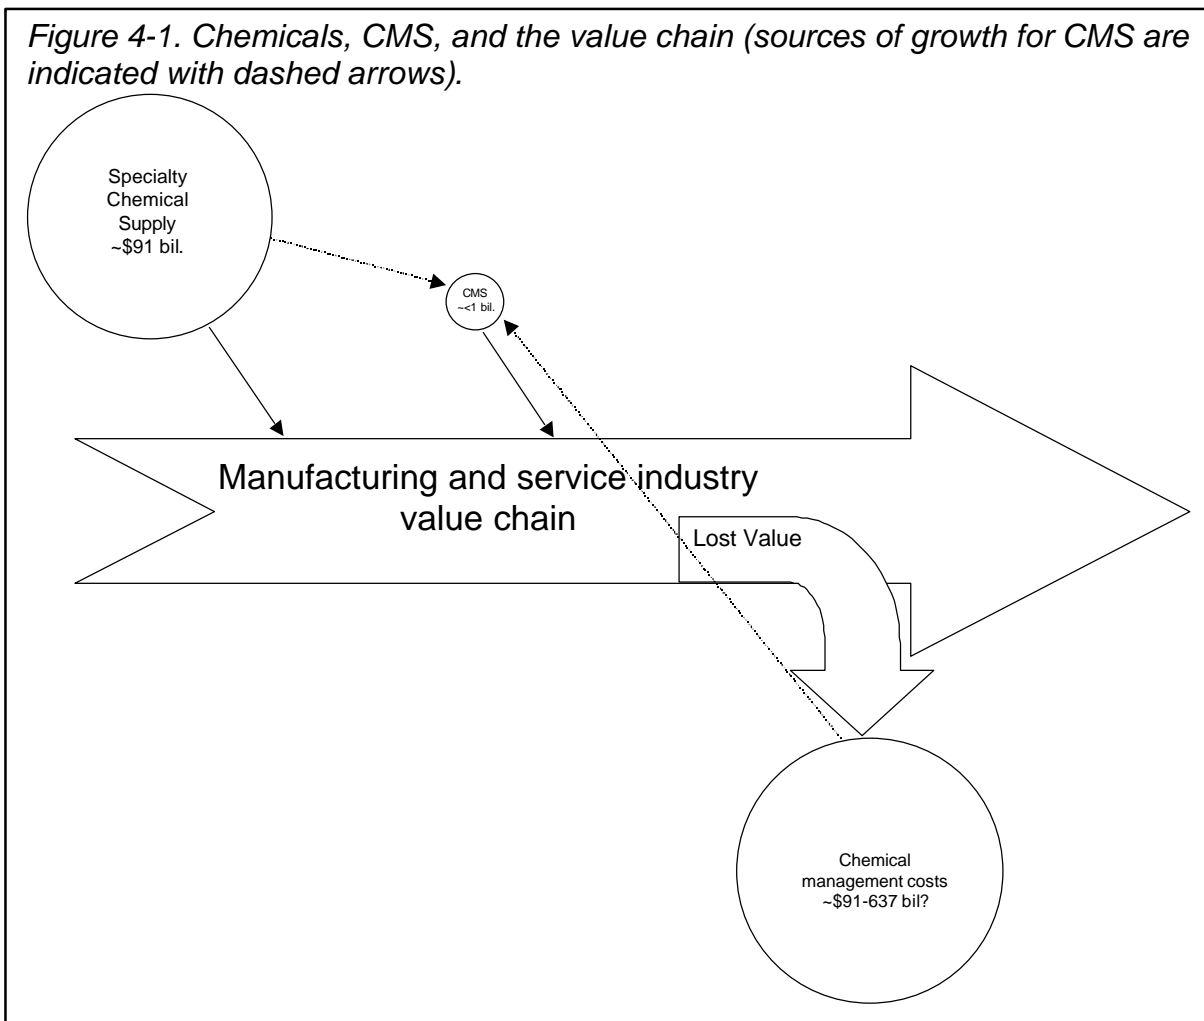 Figure 4-1. Chemicals, CMS, and the value chain (sources of growth for CMS are
indicated with dashed arrows).
Specialty
Chemical
Supply
~$91 bil.
CMS
~<1 bil.
Manufacturing and service industry
value chain
Lost Value
Chemical
management costs
~$91-637 bil?